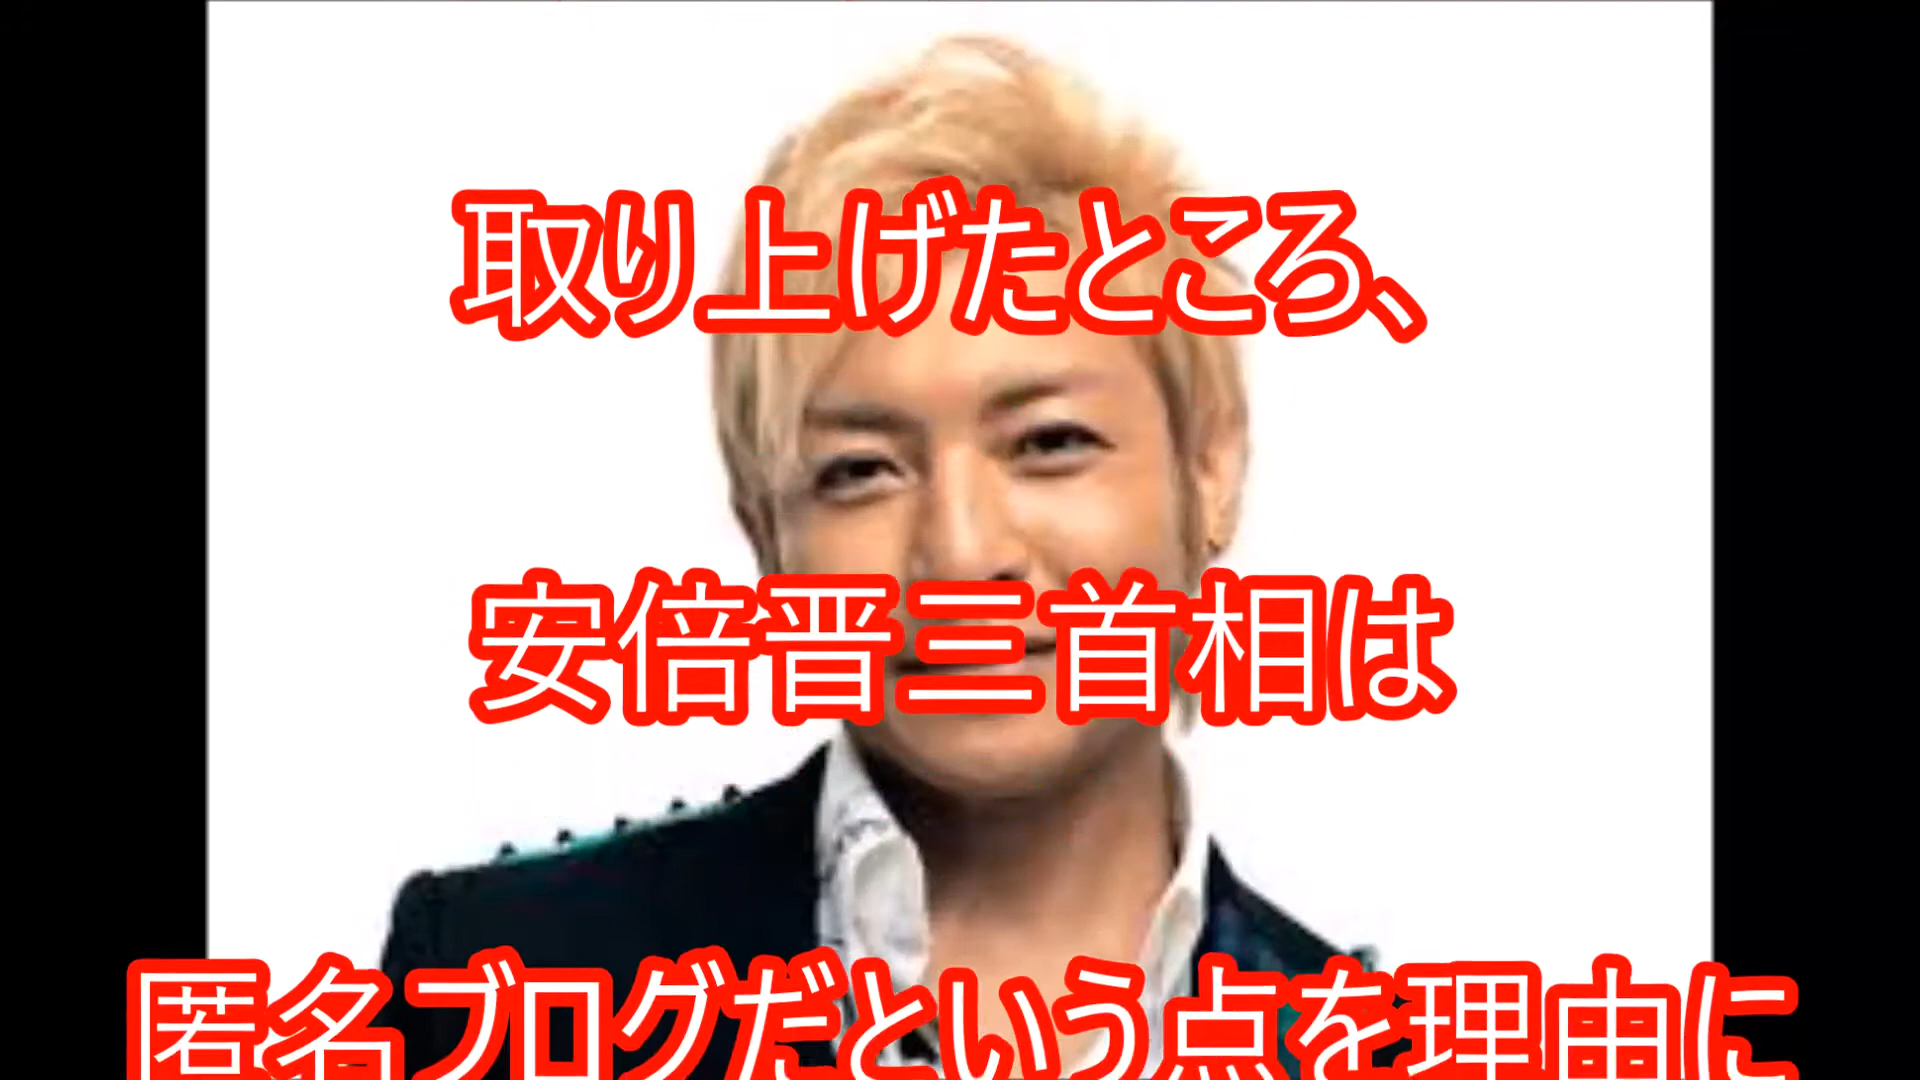 取り上げたところ、
安倍晋三首相は
匿名ブログだという点を理由に